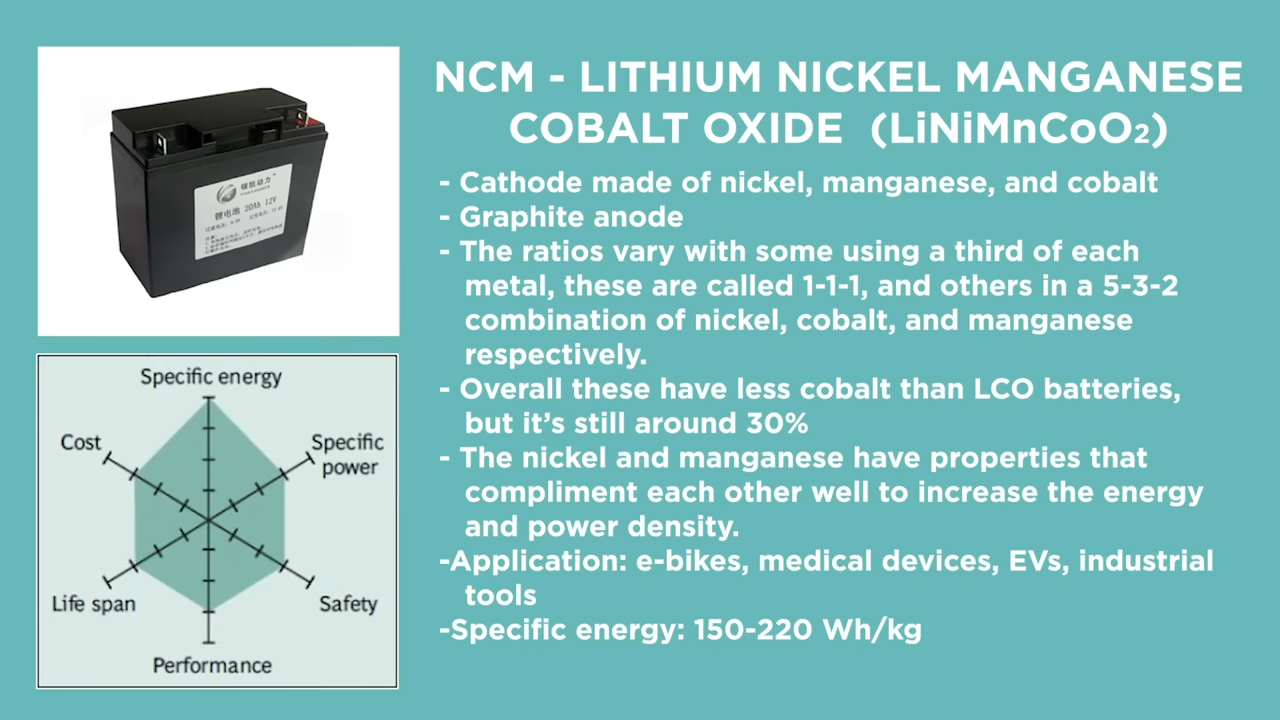 NCM - LITHIUM NICKEL MANGANESE
COBALT OXIDE (LiNiMnCoO₂)
- Cathode made of nickel, manganese, and cobalt
- Graphite anode
- The ratios vary with some using a third of each
metal, these are called 1-1-1, and others in a 5-3-2
combination of nickel, cobalt, and manganese
respectively.
- Overall these have less cobalt than LCO batteries,
but it’s still around 30%
- The nickel and manganese have properties that
compliment each other well to increase the energy
and power density.
-Application: e-bikes, medical devices, EVs, industrial
tools
-Specific energy: 150-220 Wh/kg
锂电池 20Ah 12V
Specific energy
Cost
Specific
power
Life span
Safety
Performance